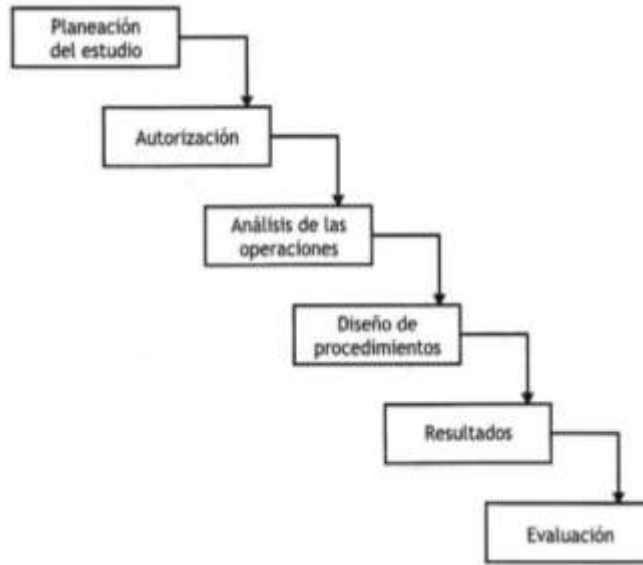 Planeación
del estudio
Autorización
Análisis de las
operaciones
Diseño de
procedimientos
Resultados
Evaluación